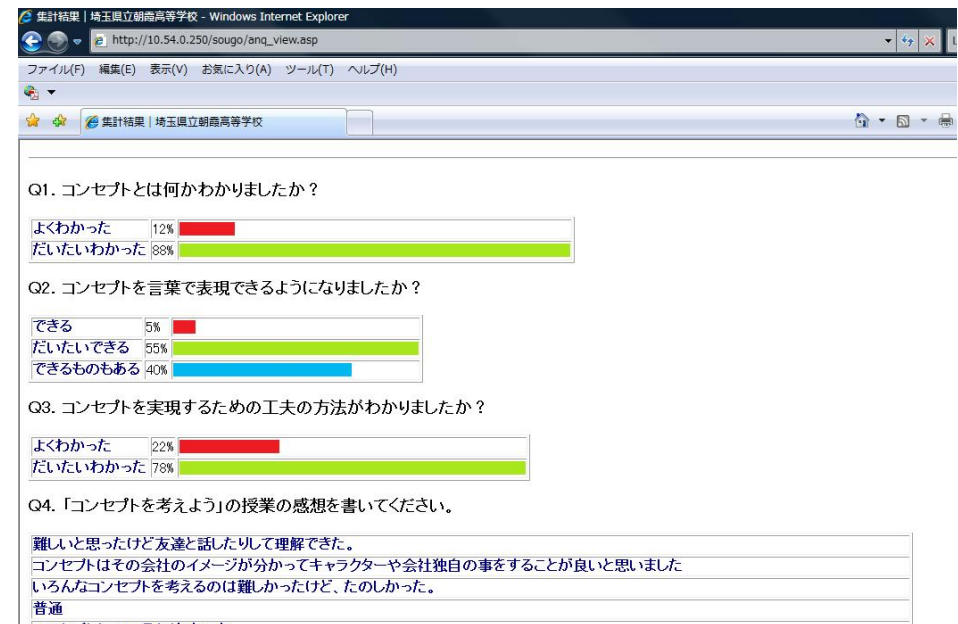 集計結果 | 埼玉県立朝霞高等学校 - Windows Internet Explorer
http://10.54.0.250/sougo/anq_view.asp
ファイル(F) 編集(E) 表示(V) お気に入り(A) ツール(T) ヘルプ(H)
集計結果 | 埼玉県立朝霞高等学校
Q1. コンセプトとは何かわかりましたか？
よくわかった 12%
だいたいわかった 88%
Q2. コンセプトを言葉で表現できるようになりましたか？
できる 5%
だいたいできる 55%
できるものもある 40%
Q3. コンセプトを実現するための工夫の方法がわかりましたか？
よくわかった 22%
だいたいわかった 78%
Q4. 「コンセプトを考えよう」の授業の感想を書いてください。
難しいと思ったけど友達と話したりして理解できた。
コンセプトはその会社のイメージが分かってキャラクターや会社独自の事をすることが良いと思いました
いろんなコンセプトを考えるのは難しかったけど、たのしかった。
普通